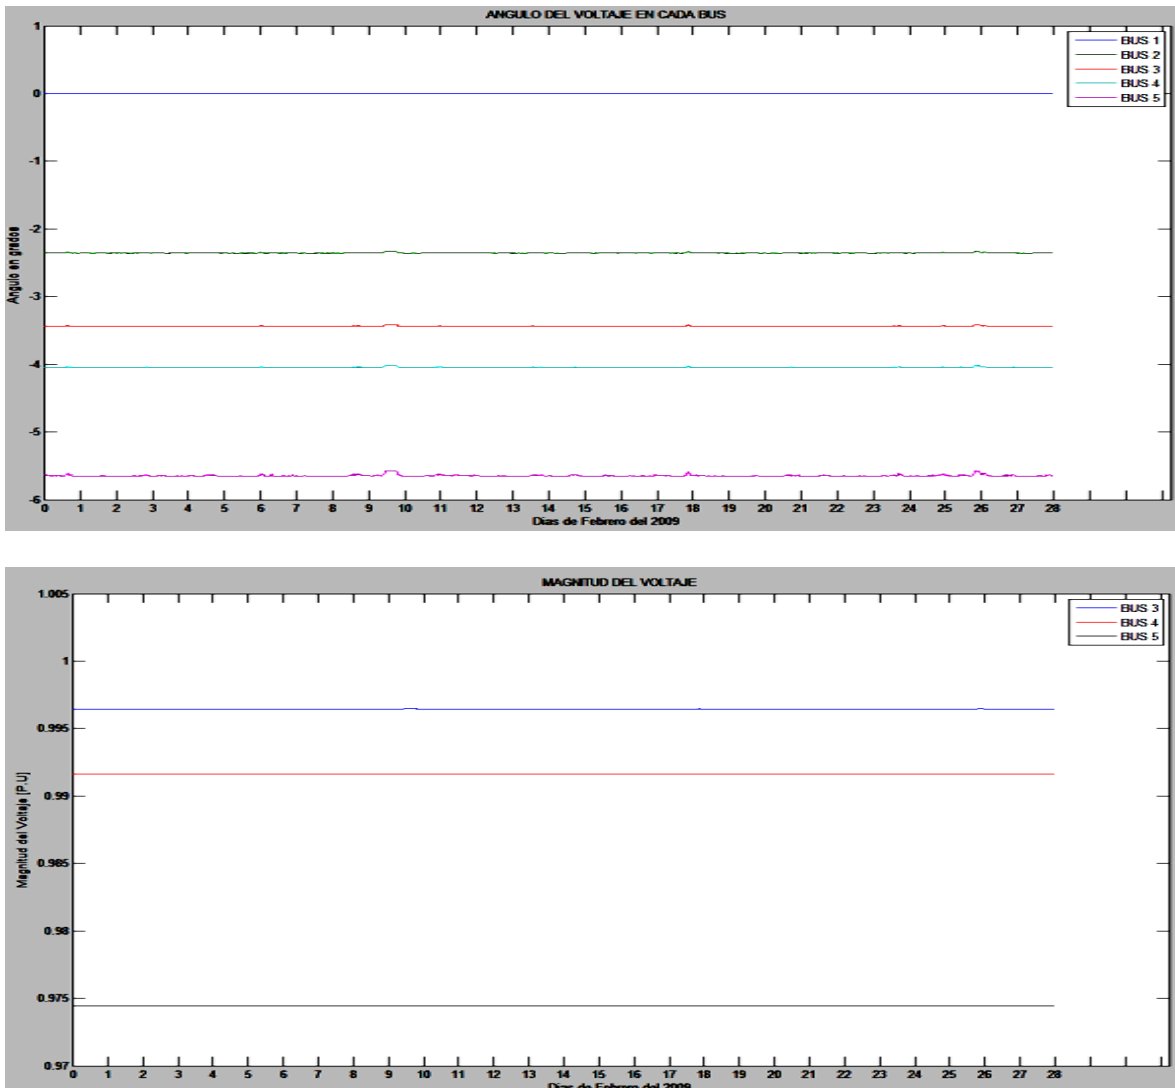 ANGULO DEL VOLTAJE EN CADA BUS
BUS 1
BUS 2
BUS 3
BUS 4
BUS 5
1
0
-1
-2
-3
-4
-5
-6
Angulo en grados
0 1 2 3 4 5 6 7 8 9 10 11 12 13 14 15 16 17 18 19 20 21 22 23 24 25 26 27 28
Días de Febrero del 2009
MAGNITUD DEL VOLTAJE
BUS 3
BUS 4
BUS 5
1.005
1
0.995
0.99
0.985
0.98
0.975
0.97
Magnitud del Voltaje [P.U]
0 1 2 3 4 5 6 7 8 9 10 11 12 13 14 15 16 17 18 19 20 21 22 23 24 25 26 27 28
Días de Febrero del 2009